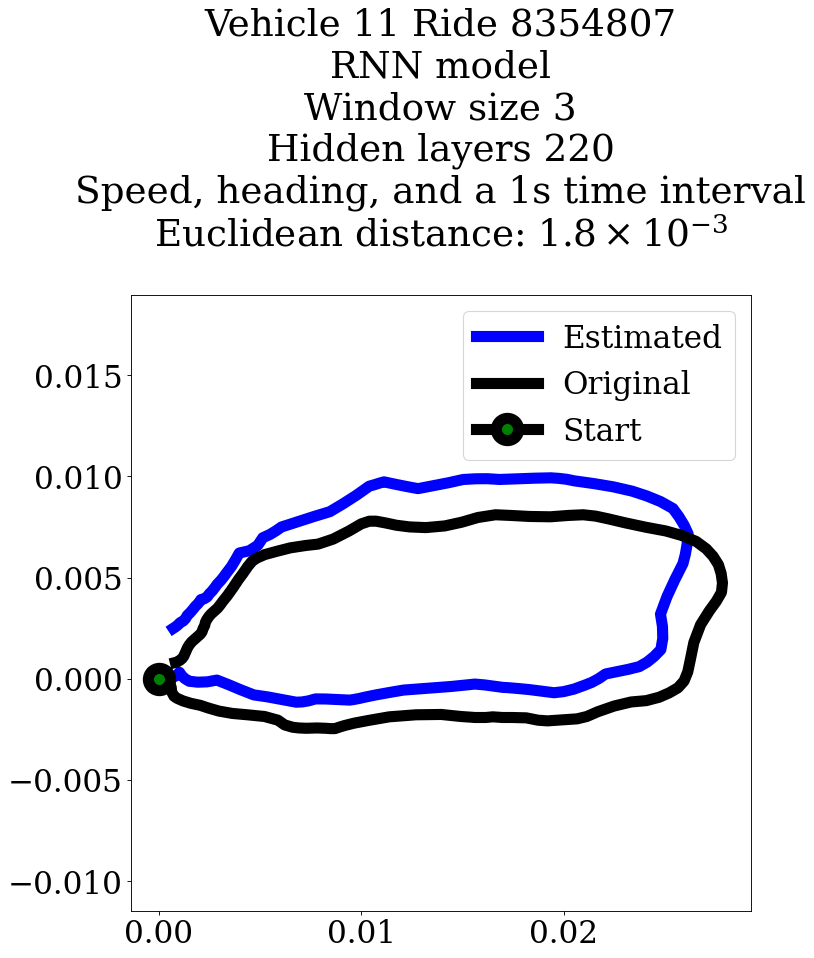 Vehicle 11 Ride 8354807
RNN model
Window size 3
Hidden layers 220
Speed, heading, and a 1s time interval
Euclidean distance: 1.8 × 10⁻³
Estimated
Original
Start
0.015
0.010
0.005
0.000
−0.005
−0.010
0.00 0.01 0.02